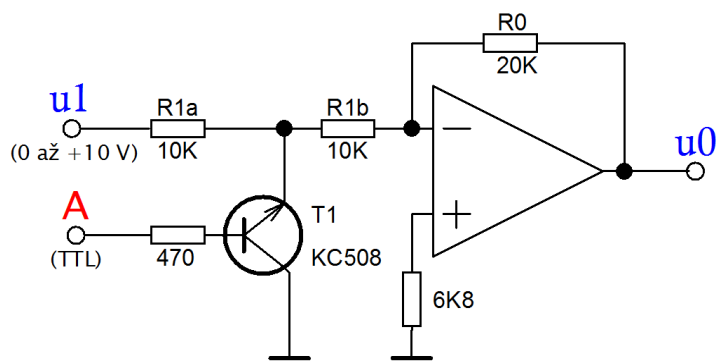 R0
20K
u1
R1a
R1b
(0 až +10 V)
10K
10K
−
u0
A
(TTL)
470
T1
KC508
+
6K8